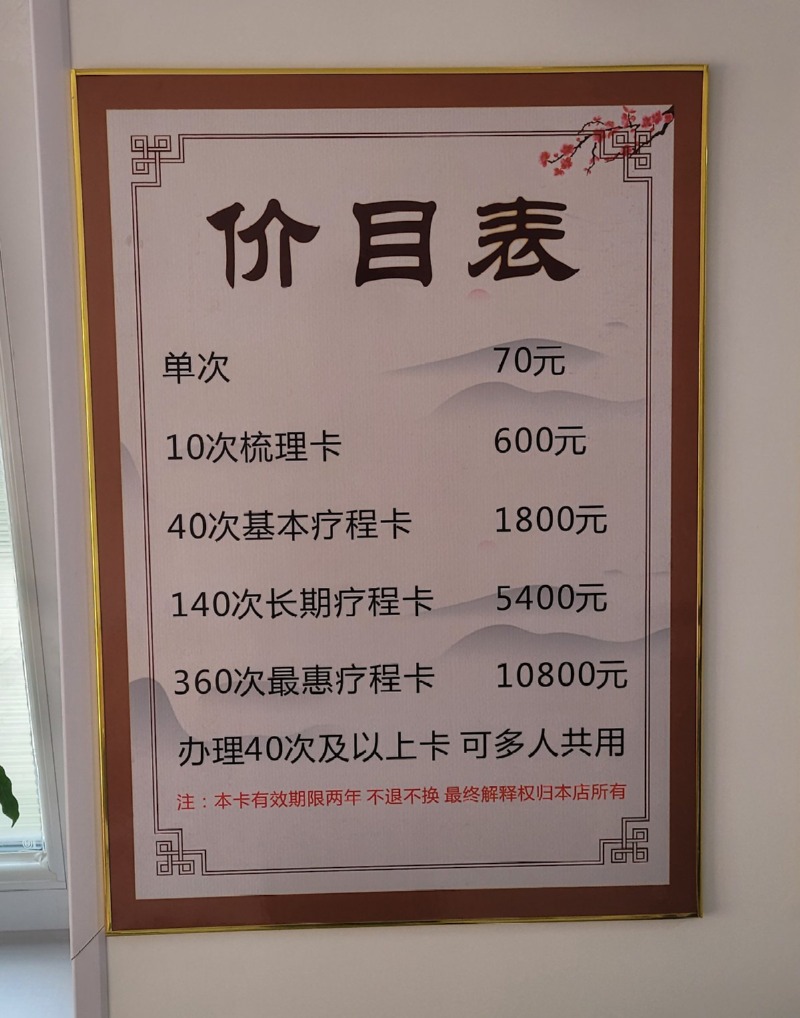 价目表
单次 70元
10次梳理卡 600元
40次基本疗程卡 1800元
140次长期疗程卡 5400元
360次最惠疗程卡 10800元
办理40次及以上卡 可多人共用
注：本卡有效期限两年 不退不换 最终解释权归本店所有